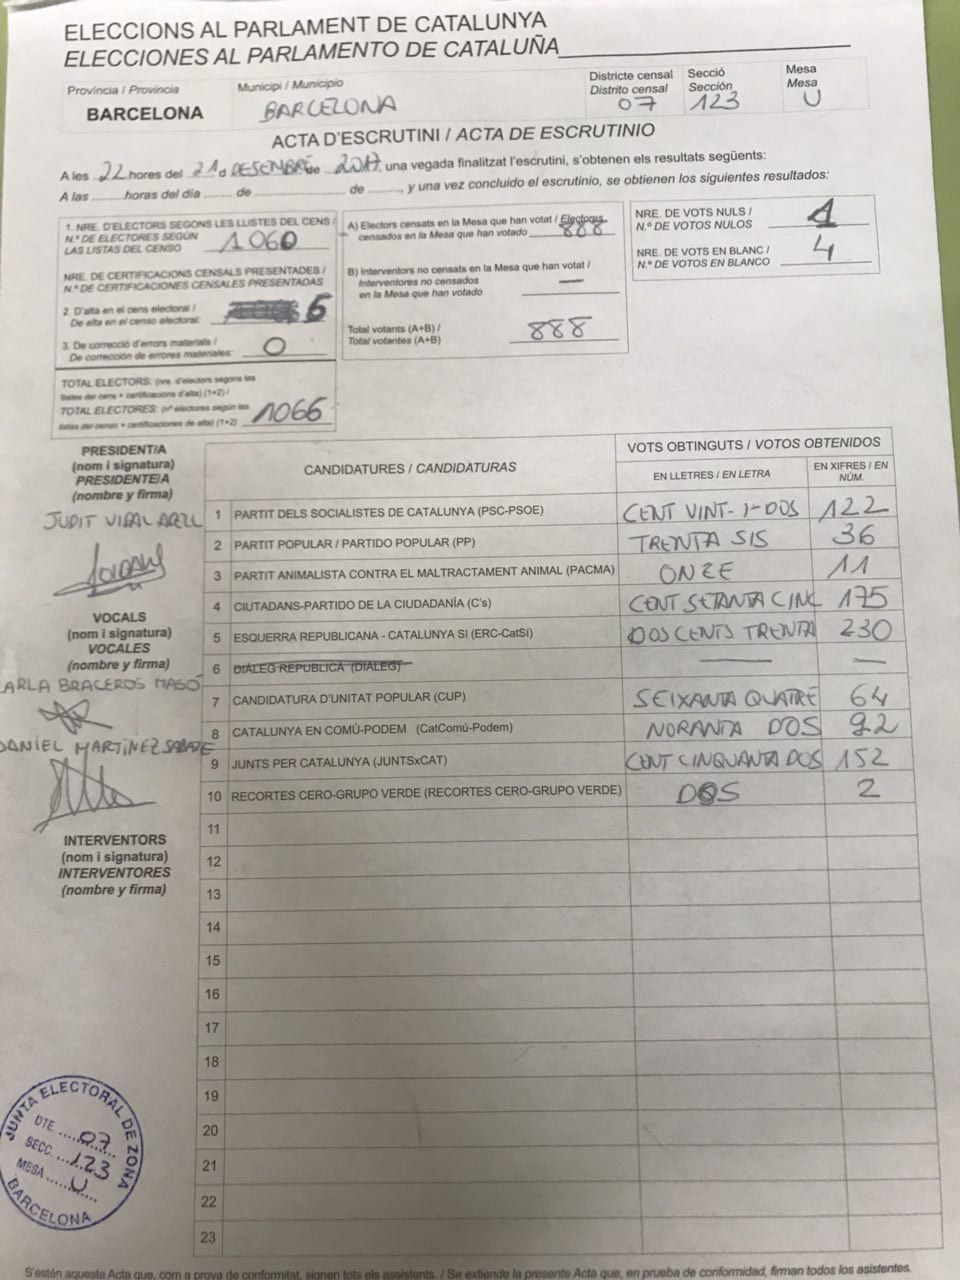 ELECCIONS AL PARLAMENT DE CATALUNYA
ELECCIONES AL PARLAMENTO DE CATALUÑA
Província / Provincia
BARCELONA
Municipi / Municipio
BARCELONA
Districte censal
Distrito censal
07
Secció
Sección
123
Mesa
Mesa
U
ACTA D'ESCRUTINI / ACTA DE ESCRUTINIO
A les 22 hores del 21 d DESEMBRE de 2017, una vegada finalitzat l'escrutini, s'obtenen els resultats següents:
A las ......... horas del día ...... de ........................ de ........., y una vez concluido el escrutinio, se obtienen los siguientes resultados:
1. NRE. D'ELECTORS SEGONS LES LLISTES DEL CENS /
N.º DE ELECTORES SEGÚN
LAS LISTAS DEL CENSO 1060
NRE. DE CERTIFICACIONS CENSALS PRESENTADES /
N.º DE CERTIFICACIONES CENSALES PRESENTADAS
2. D'alta en el cens electoral /
De alta en el censo electoral: 6
3. De correcció d'errors materials /
De corrección de errores materiales: 0
TOTAL ELECTORS: (nre. d'electors segons les
llistes del cens + certificacions d'alta) (1+2) /
TOTAL ELECTORES: (nº electores según las
listas del censo + certificaciones de alta) (1+2) 1066
A) Electors censats en la Mesa que han votat / Electores
censados en la Mesa que han votado 888
B) Interventors no censats en la Mesa que han votat /
Interventores no censados
en la Mesa que han votado —
Total votants (A+B) /
Total votantes (A+B) 888
NRE. DE VOTS NULS /
N.º DE VOTOS NULOS
NRE. DE VOTS EN BLANC / 4
N.º DE VOTOS EN BLANCO
PRESIDENT/A
(nom i signatura)
PRESIDENTE/A
(nombre y firma)
JUDIT VIDAL
VOCALS
(nom i signatura)
VOCALES
(nombre y firma)
CARLA BRACEROS MASÓ
DANIEL MARTINEZ SABATE
INTERVENTORS
(nom i signatura)
INTERVENTORES
(nombre y firma)
CANDIDATURES / CANDIDATURAS
VOTS OBTINGUTS / VOTOS OBTENIDOS
EN LLETRES / EN LETRA
EN XIFRES / EN
NÚM.
1 PARTIT DELS SOCIALISTES DE CATALUNYA (PSC-PSOE) CENT VINT-I-DOS 122
2 PARTIT POPULAR / PARTIDO POPULAR (PP) TRENTA SIS 36
3 PARTIT ANIMALISTA CONTRA EL MALTRACTAMENT ANIMAL (PACMA) ONZE 11
4 CIUTADANS-PARTIDO DE LA CIUDADANÍA (C's) CENT SETANTA CINC 175
5 ESQUERRA REPUBLICANA - CATALUNYA SI (ERC-CatSí) DOS CENTS TRENTA 230
6 DIÀLEG REPUBLICÀ (DIÀLEG) — —
7 CANDIDATURA D'UNITAT POPULAR (CUP) SEIXANTA QUATRE 64
8 CATALUNYA EN COMÚ-PODEM (CatComú-Podem) NORANTA DOS 92
9 JUNTS PER CATALUNYA (JUNTSxCAT) CENT CINQUANTA DOS 152
10 RECORTES CERO-GRUPO VERDE (RECORTES CERO-GRUPO VERDE) DOS 2
11
12
13
14
15
16
17
18
19
20
21
22
23
JUNTA ELECTORAL DE ZONA
DTE. 07
SECC. 123
MESA U
BARCELONA
S'estén aquesta Acta que, com a prova de conformitat, signen tots els assistents. / Se extiende la presente Acta que, en prueba de conformidad, firman todos los asistentes.